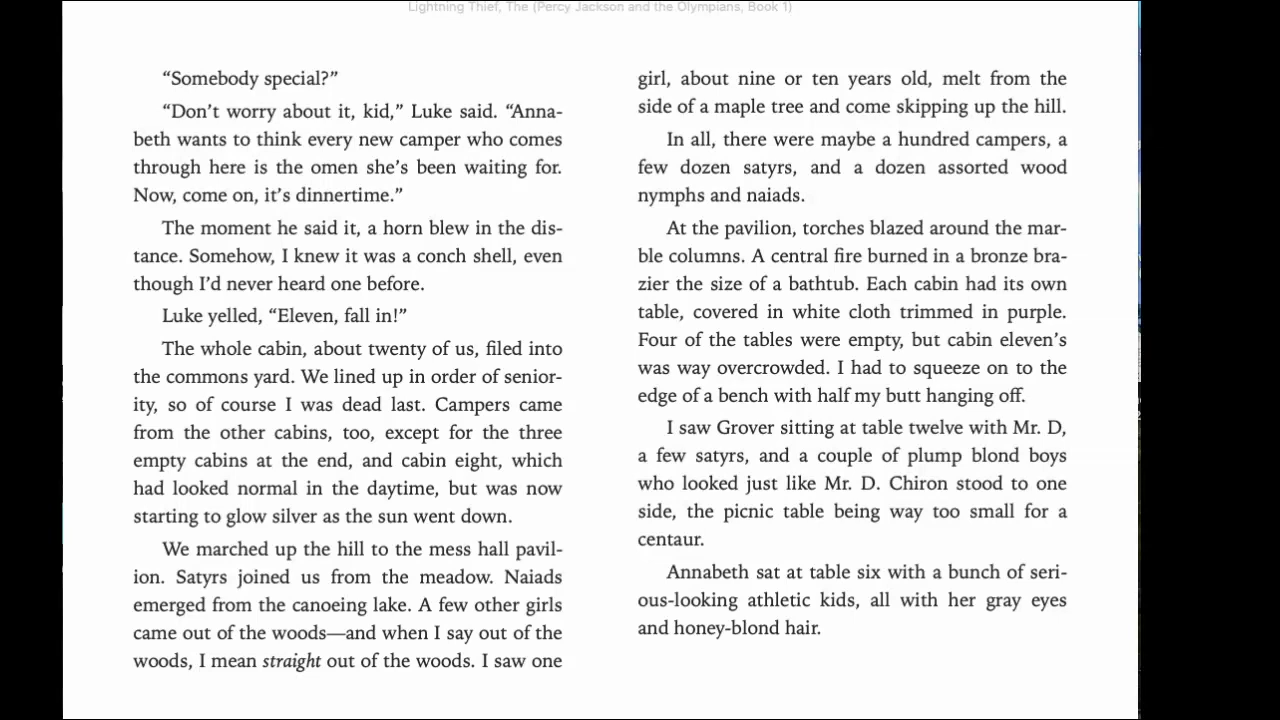 Lightning Thief, The (Percy Jackson and the Olympians, Book 1)
“Somebody special?”
“Don’t worry about it, kid,” Luke said. “Anna-
beth wants to think every new camper who comes
through here is the omen she’s been waiting for.
Now, come on, it’s dinnertime.”
The moment he said it, a horn blew in the dis-
tance. Somehow, I knew it was a conch shell, even
though I’d never heard one before.
Luke yelled, “Eleven, fall in!”
The whole cabin, about twenty of us, filed into
the commons yard. We lined up in order of senior-
ity, so of course I was dead last. Campers came
from the other cabins, too, except for the three
empty cabins at the end, and cabin eight, which
had looked normal in the daytime, but was now
starting to glow silver as the sun went down.
We marched up the hill to the mess hall pavil-
ion. Satyrs joined us from the meadow. Naiads
emerged from the canoeing lake. A few other girls
came out of the woods—and when I say out of the
woods, I mean straight out of the woods. I saw one
girl, about nine or ten years old, melt from the
side of a maple tree and come skipping up the hill.
In all, there were maybe a hundred campers, a
few dozen satyrs, and a dozen assorted wood
nymphs and naiads.
At the pavilion, torches blazed around the mar-
ble columns. A central fire burned in a bronze bra-
zier the size of a bathtub. Each cabin had its own
table, covered in white cloth trimmed in purple.
Four of the tables were empty, but cabin eleven’s
was way overcrowded. I had to squeeze on to the
edge of a bench with half my butt hanging off.
I saw Grover sitting at table twelve with Mr. D,
a few satyrs, and a couple of plump blond boys
who looked just like Mr. D. Chiron stood to one
side, the picnic table being way too small for a
centaur.
Annabeth sat at table six with a bunch of seri-
ous-looking athletic kids, all with her gray eyes
and honey-blond hair.